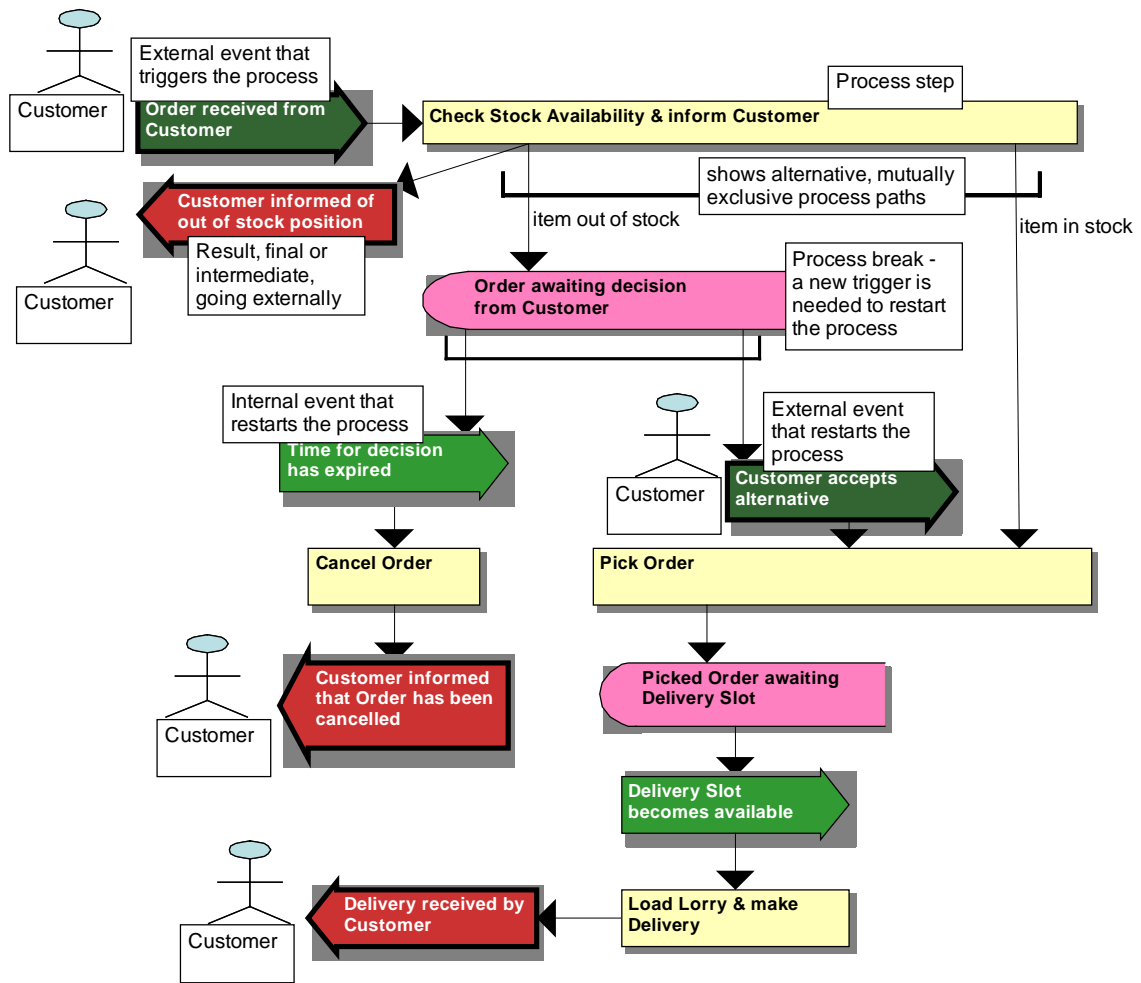 External event that
triggers the process
Customer
Order received from
Customer
Process step
Check Stock Availability & inform Customer
shows alternative, mutually
exclusive process paths
Customer informed of
out of stock position
item out of stock
item in stock
Customer
Result, final or
intermediate,
going externally
Order awaiting decision
from Customer
Process break -
a new trigger is
needed to restart
the process
Internal event that
restarts the process
Time for decision
has expired
External event
that restarts the
process
Customer
Customer accepts
alternative
Cancel Order
Pick Order
Customer informed
that Order has been
cancelled
Customer
Picked Order awaiting
Delivery Slot
Delivery Slot
becomes available
Delivery received by
Customer
Load Lorry & make
Delivery
Customer